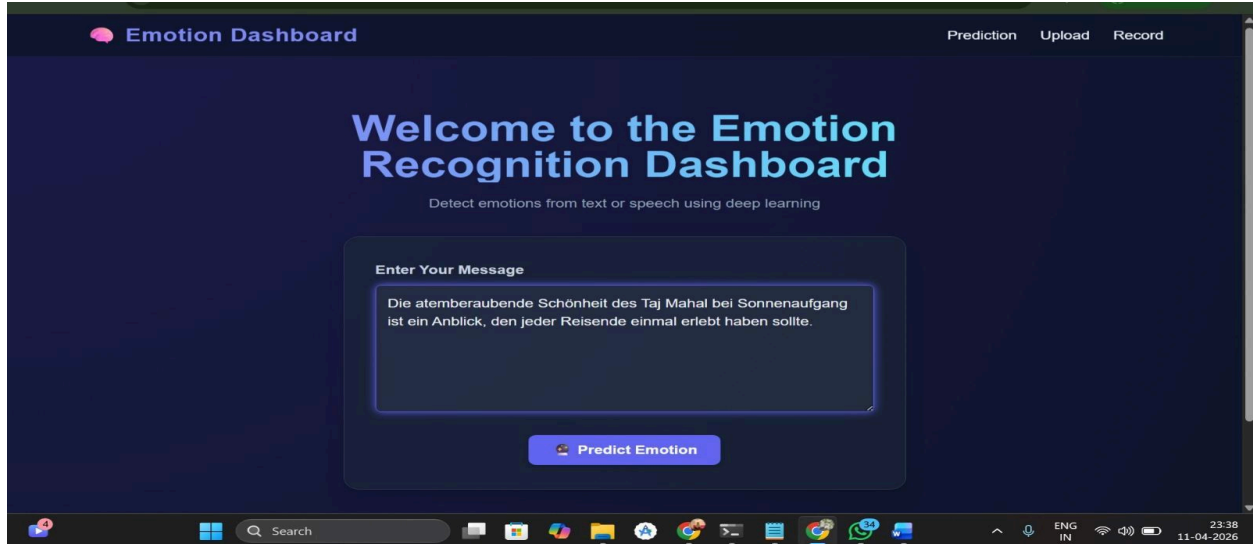 Emotion Dashboard
Prediction Upload Record
Welcome to the Emotion
Recognition Dashboard
Detect emotions from text or speech using deep learning
Enter Your Message
Die atemberaubende Schönheit des Taj Mahal bei Sonnenaufgang
ist ein Anblick, den jeder Reisende einmal erlebt haben sollte.
Predict Emotion
4
Search
34
ENG
IN
23:38
11-04-2026